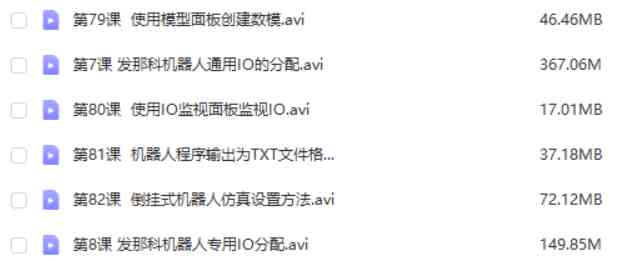 第79课 使用模型面板创建数模.avi 46.46MB
第7课 发那科机器人通用IO的分配.avi 367.06M
第80课 使用IO监视面板监视IO.avi 17.01MB
第81课 机器人程序输出为TXT文件格... 37.18MB
第82课 倒挂式机器人仿真设置方法.avi 72.12MB
第8课 发那科机器人专用IO分配.avi 149.85M